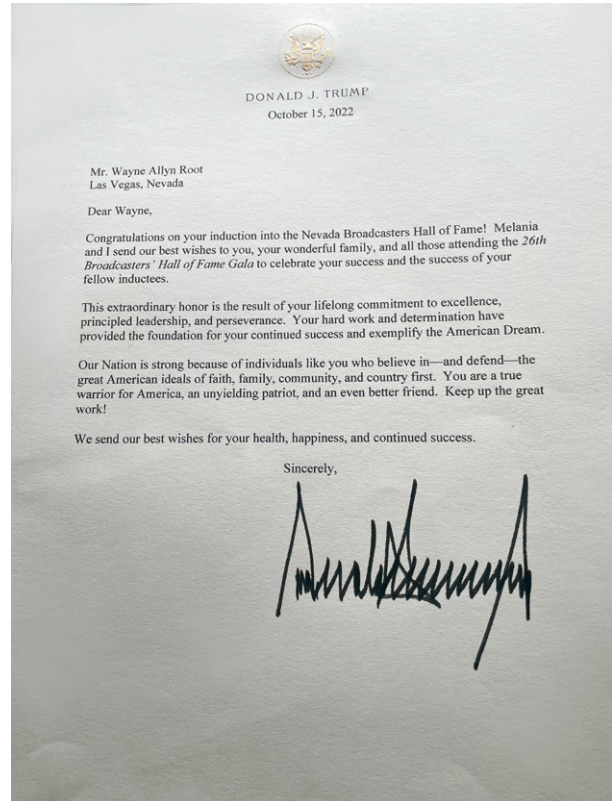 DONALD J. TRUMP
October 15, 2022
Mr. Wayne Allyn Root
Las Vegas, Nevada
Dear Wayne,
Congratulations on your induction into the Nevada Broadcasters Hall of Fame! Melania
and I send our best wishes to you, your wonderful family, and all those attending the 26th
Broadcasters' Hall of Fame Gala to celebrate your success and the success of your
fellow inductees.
This extraordinary honor is the result of your lifelong commitment to excellence,
principled leadership, and perseverance. Your hard work and determination have
provided the foundation for your continued success and exemplify the American Dream.
Our Nation is strong because of individuals like you who believe in—and defend—the
great American ideals of faith, family, community, and country first. You are a true
warrior for America, an unyielding patriot, and an even better friend. Keep up the great
work!
We send our best wishes for your health, happiness, and continued success.
Sincerely,